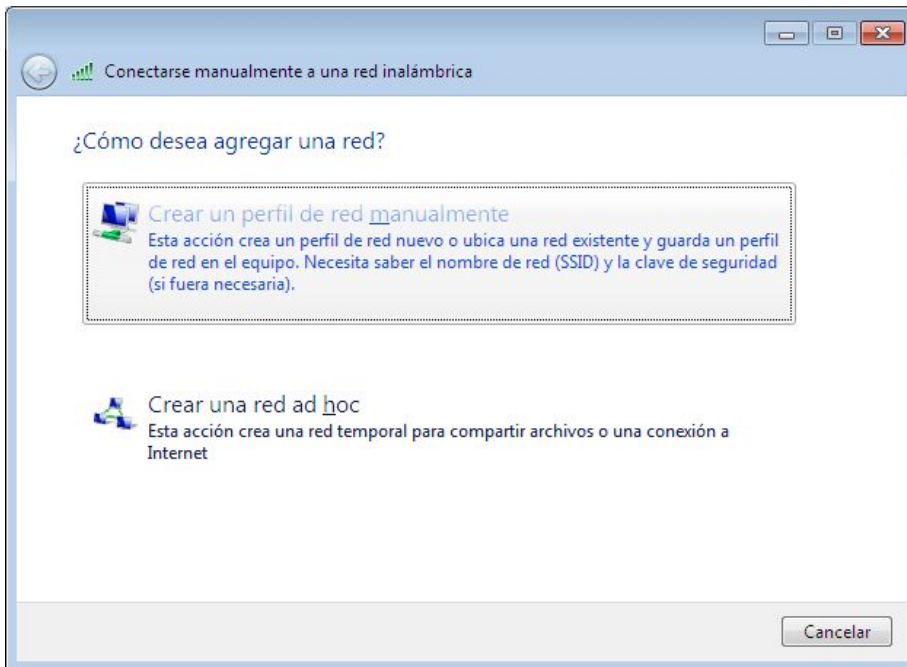 Conectarse manualmente a una red inalámbrica
¿Cómo desea agregar una red?
Crear un perfil de red manualmente
Esta acción crea un perfil de red nuevo o ubica una red existente y guarda un perfil
de red en el equipo. Necesita saber el nombre de red (SSID) y la clave de seguridad
(si fuera necesaria).
Crear una red ad hoc
Esta acción crea una red temporal para compartir archivos o una conexión a
Internet
Cancelar